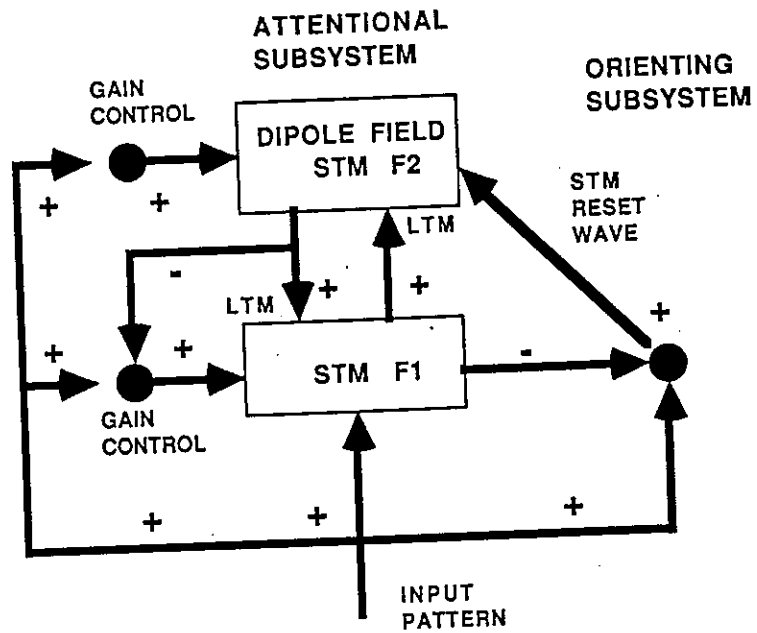 ATTENTIONAL
SUBSYSTEM
ORIENTING
SUBSYSTEM
GAIN
CONTROL
DIPOLE FIELD
STM F2
STM
RESET
WAVE
+
+
LTM
-
LTM
+
+
+
+
+
STM F1
-
GAIN
CONTROL
+
+
+
INPUT
PATTERN